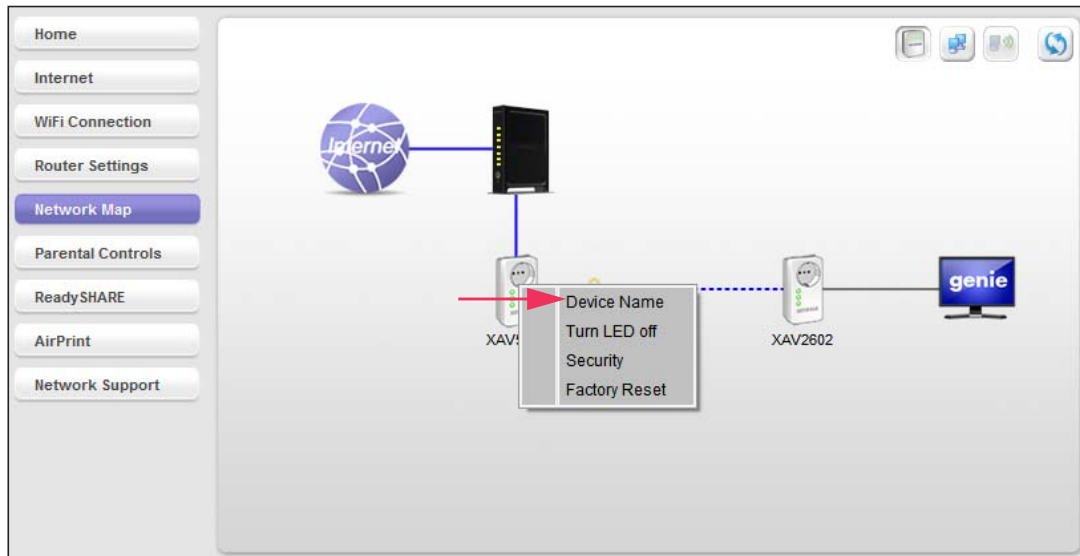 Home
Internet
WiFi Connection
Router Settings
Network Map
Parental Controls
ReadySHARE
AirPrint
Network Support
Internet
genie
Device Name
Turn LED off
Security
Factory Reset
XAV2602